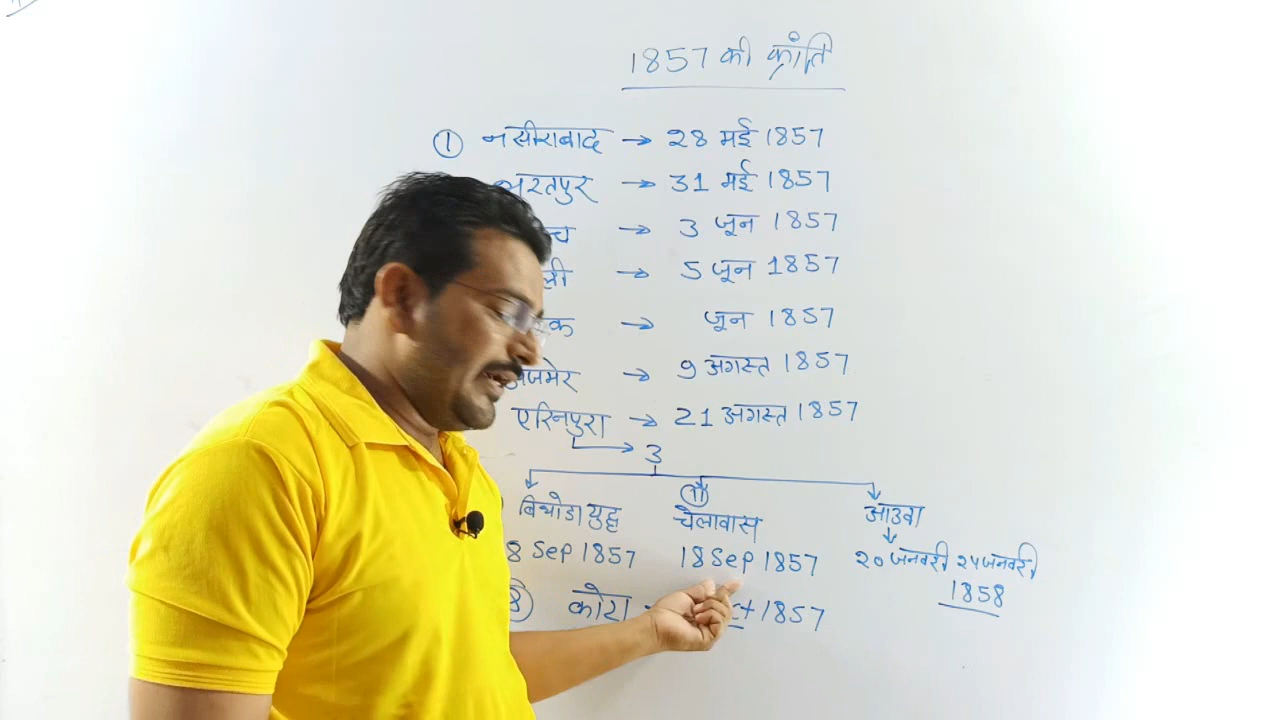 1857 की क्रांति
① नसीराबाद → 28 मई 1857
भरतपुर → 31 मई 1857
→ 3 जून 1857
→ 5 जून 1857
→ जून 1857
अजमेर → 9 अगस्त 1857
एरिनपुरा → 21 अगस्त 1857
→ 3
बिथोडा युद्ध चेलावास आउवा
8 Sep 1857 18 Sep 1857 २० जनवरी, २५ जनवरी,
1858
⑧ कोटा 1857